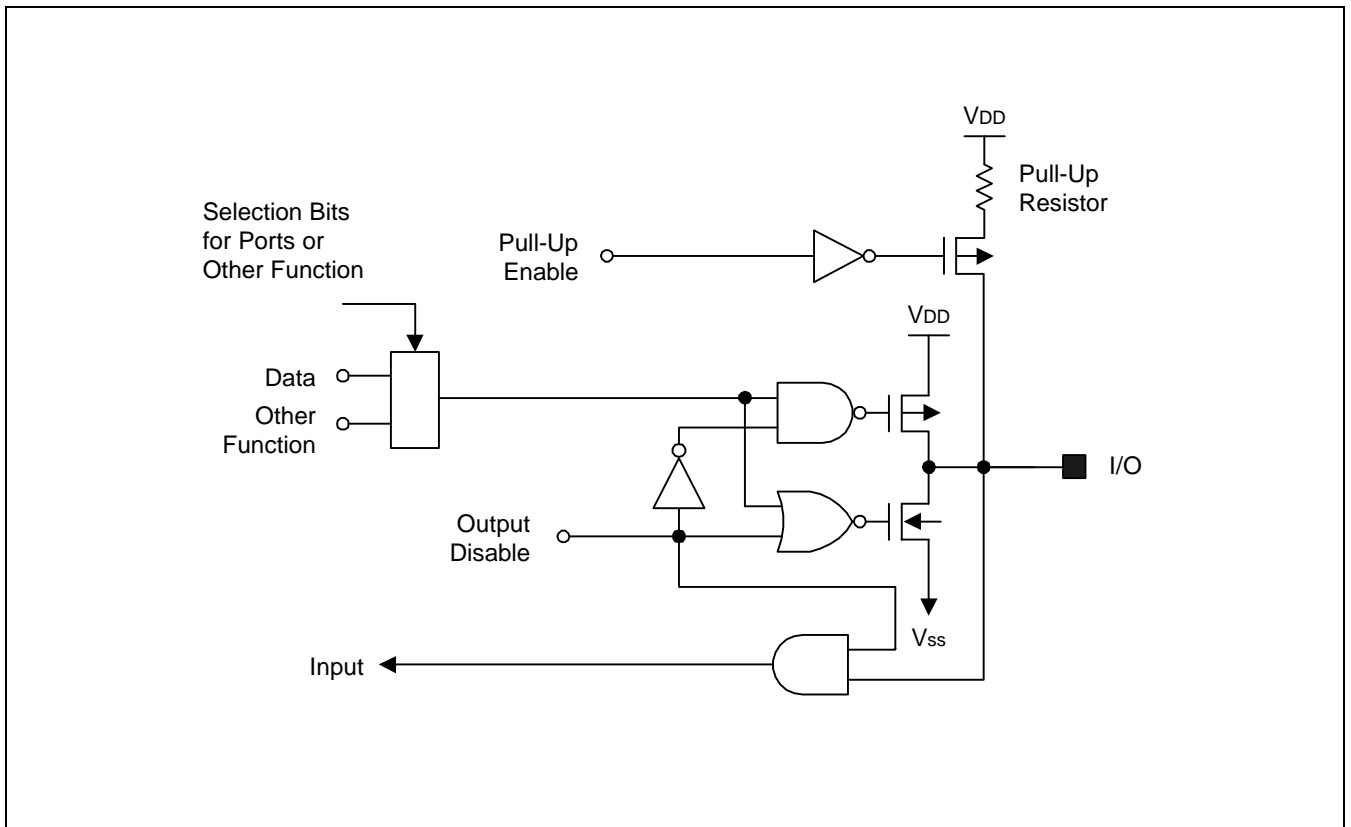 VDD
Pull-Up
Resistor
Selection Bits
for Ports or
Other Function
Pull-Up
Enable
VDD
Data
Other
Function
I/O
Output
Disable
Vss
Input